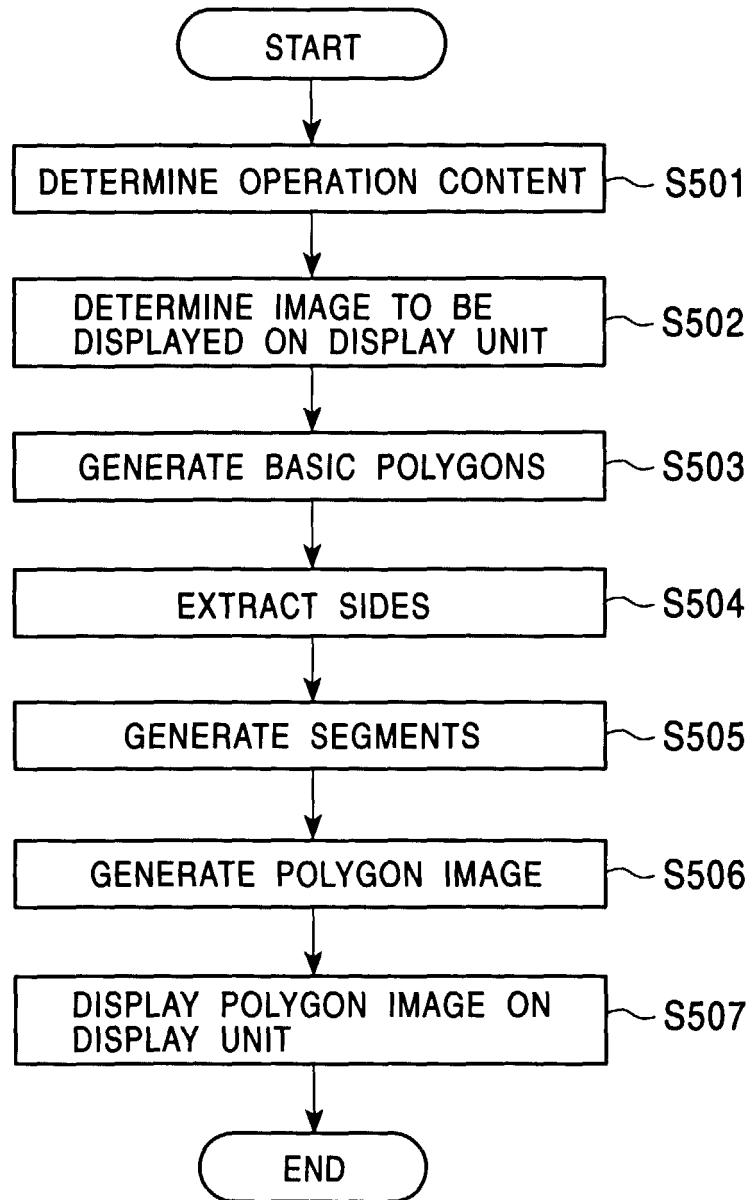 START
DETERMINE OPERATION CONTENT
S501
DETERMINE IMAGE TO BE
DISPLAYED ON DISPLAY UNIT
S502
GENERATE BASIC POLYGONS
S503
EXTRACT SIDES
S504
GENERATE SEGMENTS
S505
GENERATE POLYGON IMAGE
S506
DISPLAY POLYGON IMAGE ON
DISPLAY UNIT
S507
END